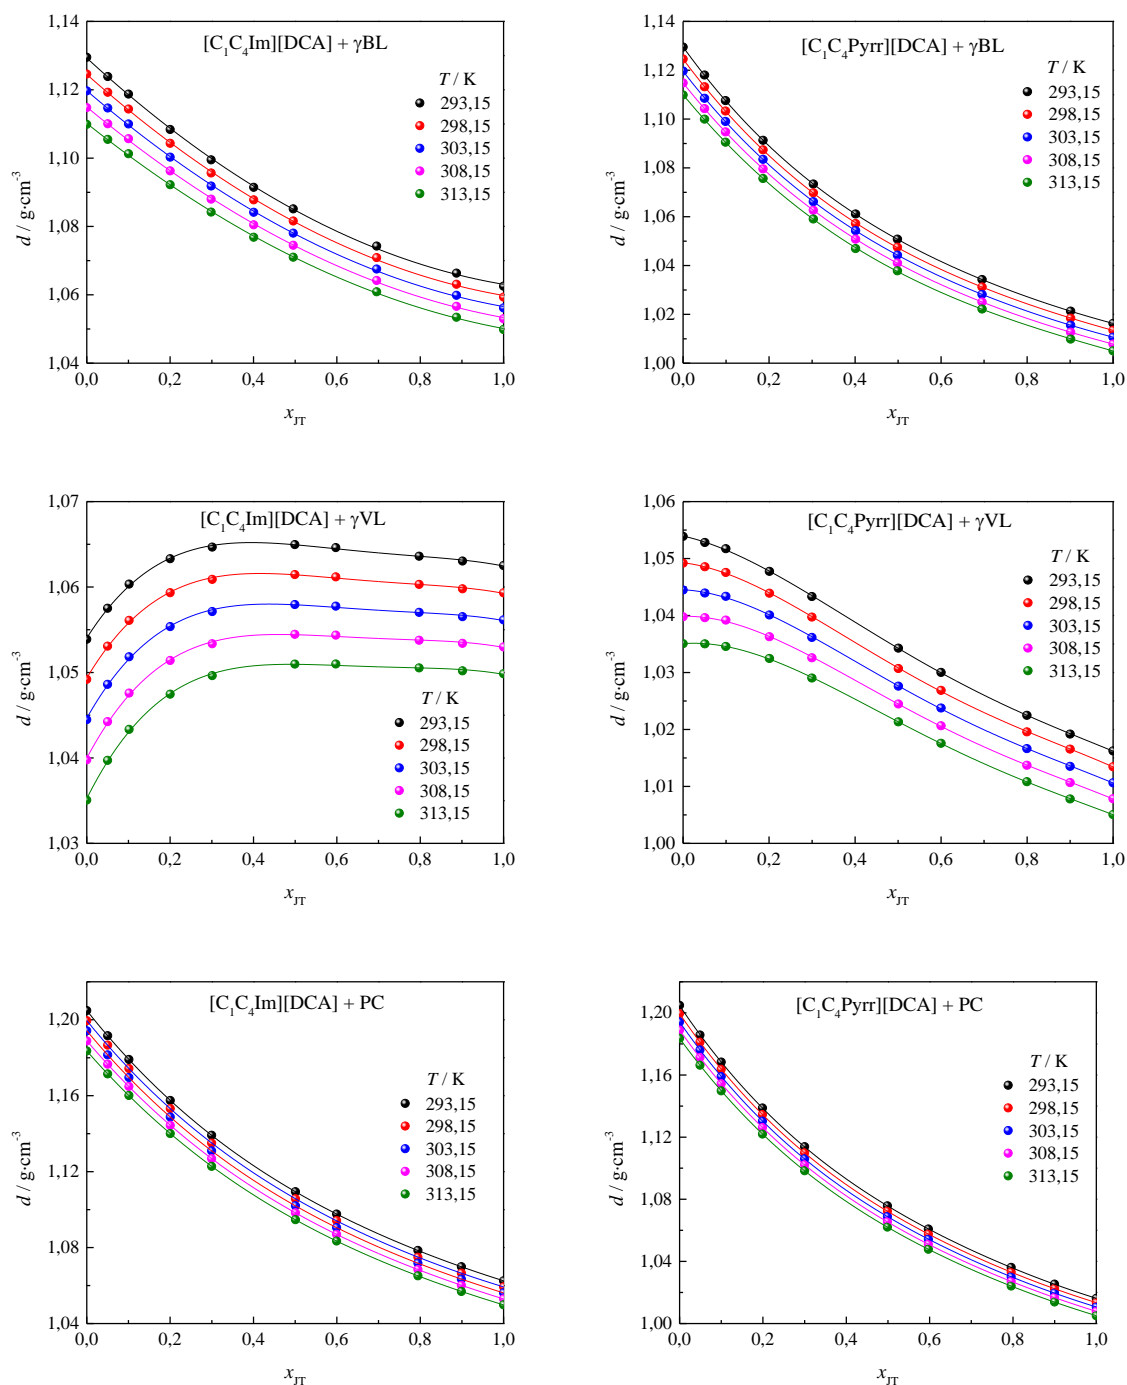 [C1C4Im][DCA] + γBL
T / K
293,15
298,15
303,15
308,15
313,15
1,14
1,12
1,10
1,08
1,06
1,04
d / g·cm-3
0,0 0,2 0,4 0,6 0,8 1,0
xJT
[C1C4Pyrr][DCA] + γBL
T / K
293,15
298,15
303,15
308,15
313,15
1,14
1,12
1,10
1,08
1,06
1,04
1,02
1,00
d / g·cm-3
0,0 0,2 0,4 0,6 0,8 1,0
xJT
[C1C4Im][DCA] + γVL
1,07
1,06
1,05
1,04
1,03
d / g·cm-3
T / K
293,15
298,15
303,15
308,15
313,15
0,0 0,2 0,4 0,6 0,8 1,0
xJT
[C1C4Pyrr][DCA] + γVL
T / K
293,15
298,15
303,15
308,15
313,15
1,06
1,05
1,04
1,03
1,02
1,01
1,00
d / g·cm-3
0,0 0,2 0,4 0,6 0,8 1,0
xJT
[C1C4Im][DCA] + PC
T / K
293,15
298,15
303,15
308,15
313,15
1,20
1,16
1,12
1,08
1,04
d / g·cm-3
0,0 0,2 0,4 0,6 0,8 1,0
xJT
[C1C4Pyrr][DCA] + PC
T / K
293,15
298,15
303,15
308,15
313,15
1,20
1,16
1,12
1,08
1,04
1,00
d / g·cm-3
0,0 0,2 0,4 0,6 0,8 1,0
xJT